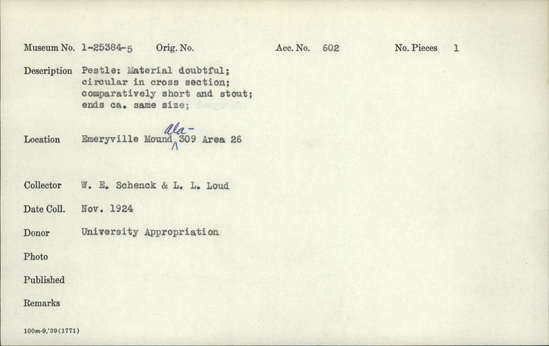 Museum No. 1-25384-5 Orig. No. Acc. No. 602 No. Pieces 1
Description Pestle: Material doubtful;
circular in cross section;
comparatively short and stout;
ends ca. same size;
Location Emeryville Mound Ala-309 Area 26
Collector W. E. Schenck & L. L. Loud
Date Coll. Nov. 1924
Donor University Appropriation
Photo
Published
Remarks
100m-9,'39(1771)